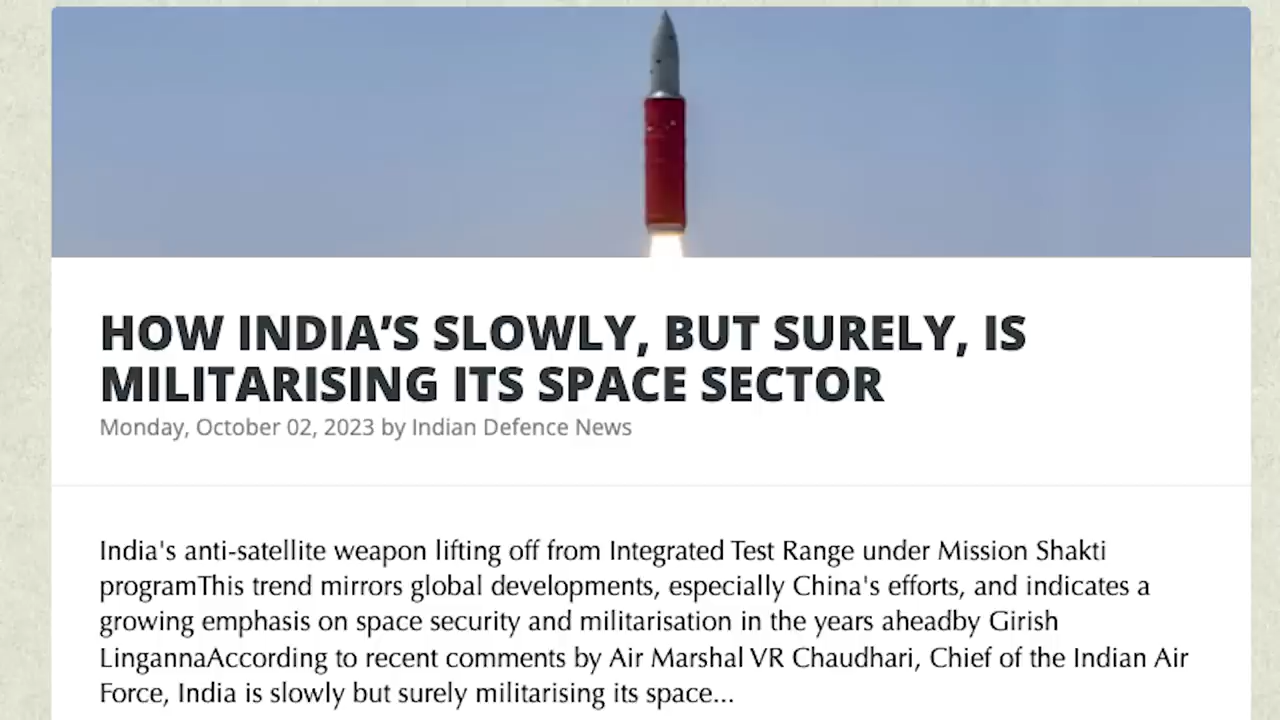 HOW INDIA’S SLOWLY, BUT SURELY, IS
MILITARISING ITS SPACE SECTOR
Monday, October 02, 2023 by Indian Defence News
India's anti-satellite weapon lifting off from Integrated Test Range under Mission Shakti
programThis trend mirrors global developments, especially China's efforts, and indicates a
growing emphasis on space security and militarisation in the years aheadby Girish
LingannaAccording to recent comments by Air Marshal VR Chaudhari, Chief of the Indian Air
Force, India is slowly but surely militarising its space...